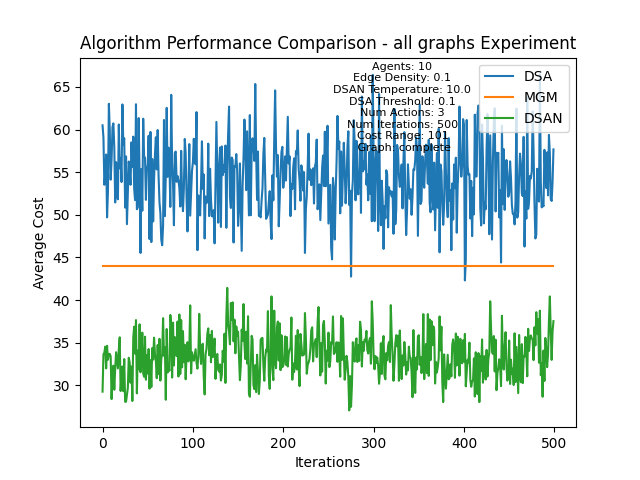 Algorithm Performance Comparison - all graphs Experiment
Agents: 10
Edge Density: 0.1
DSAN Temperature: 10.0
DSA Threshold: 0.1
Num Actions: 3
Num Iterations: 500
Cost Range: 101
Graph: complete
DSA
MGM
DSAN
Average Cost
65
60
55
50
45
40
35
30
0
100
200
300
400
500
Iterations